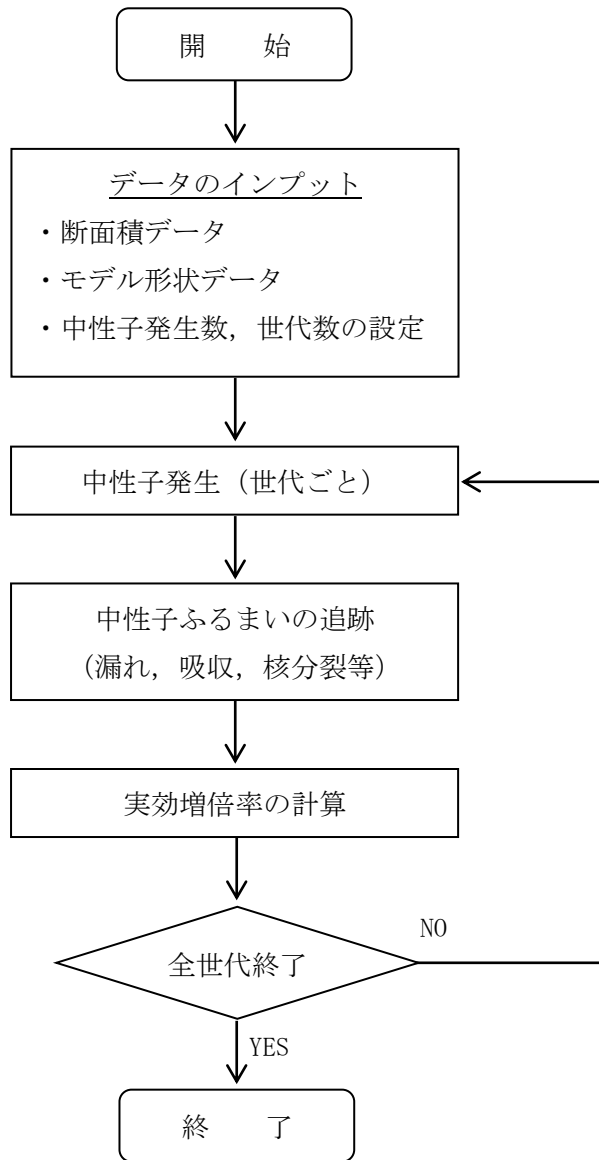 開　　始
データのインプット
・断面積データ
・モデル形状データ
・中性子発生数，世代数の設定
中性子発生（世代ごと）
中性子ふるまいの追跡
（漏れ，吸収，核分裂等）
実効増倍率の計算
全世代終了
NO
YES
終　　了